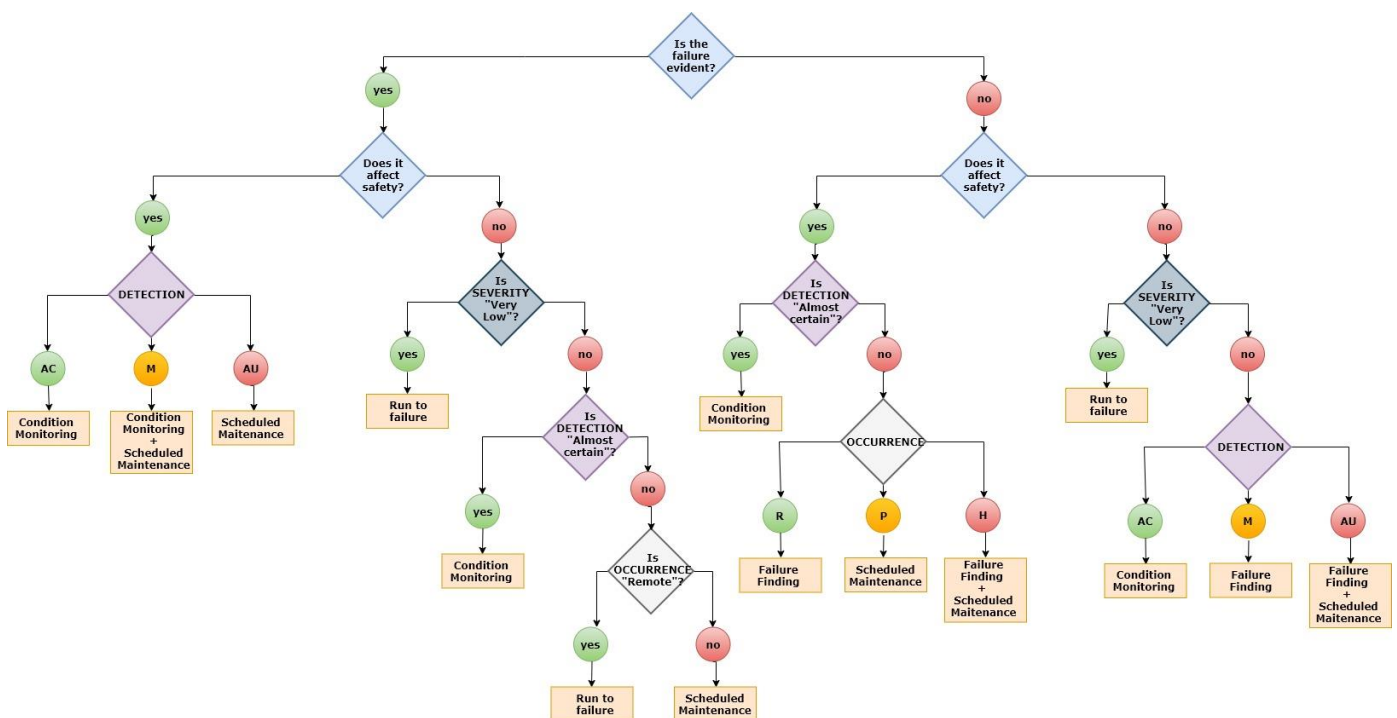 Is the
failure
evident?
yes
no
Does it
affect
safety?
Does it
affect
safety?
yes
no
yes
no
DETECTION
Is
SEVERITY
"Very
Low"?
Is
DETECTION
"Almost
certain"?
Is
SEVERITY
"Very
Low"?
AC
M
AU
yes
no
yes
no
yes
no
Condition
Monitoring
Condition
Monitoring
+
Scheduled
Maintenance
Scheduled
Maitenance
Run to
failure
Is
DETECTION
"Almost
certain"?
Condition
Monitoring
OCCURRENCE
Run to
failure
DETECTION
yes
no
R
P
H
AC
M
AU
Condition
Monitoring
Is
OCCURRENCE
"Remote"?
Failure
Finding
Scheduled
Maintenance
Failure
Finding
+
Scheduled
Maitenance
Condition
Monitoring
Failure
Finding
Failure
Finding
+
Scheduled
Maitenance
yes
no
Run to
failure
Scheduled
Maintenance